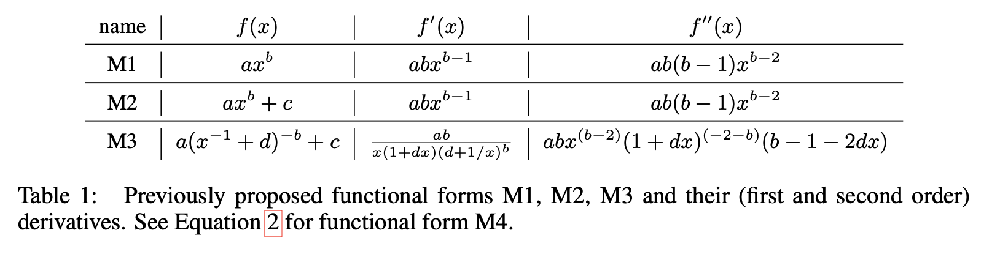 name | f(x) | f′(x) | f″(x)
M1 | ax^b | abx^{b−1} | ab(b − 1)x^{b−2}
M2 | ax^b + c | abx^{b−1} | ab(b − 1)x^{b−2}
M3 | a(x^{−1} + d)^{−b} + c | \frac{ab}{x(1+dx)(d+1/x)^b} | abx^{(b−2)}(1 + dx)^{(−2−b)}(b − 1 − 2dx)
Table 1: Previously proposed functional forms M1, M2, M3 and their (first and second order)
derivatives. See Equation 2 for functional form M4.